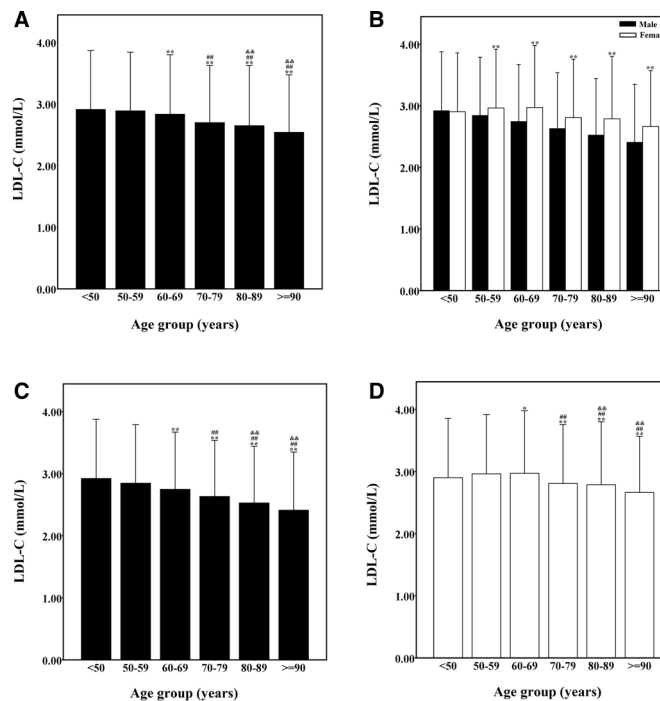 A
LDL-C (mmol/L)
4.00
3.00
2.00
1.00
0.00
**
##
**
&&
##
**
&&
##
**
<50 50-59 60-69 70-79 80-89 >=90
Age group (years)
B
Male
Fema
LDL-C (mmol/L)
4.00
3.00
2.00
1.00
0.00
** ** ** ** **
<50 50-59 60-69 70-79 80-89 >=90
Age group (years)
C
LDL-C (mmol/L)
4.00
3.00
2.00
1.00
0.00
**
##
**
&&
##
**
&&
##
**
<50 50-59 60-69 70-79 80-89 >=90
Age group (years)
D
LDL-C (mmol/L)
4.00
3.00
2.00
1.00
0.00
*
##
**
&&
##
**
&&
##
**
<50 50-59 60-69 70-79 80-89 >=90
Age group (years)